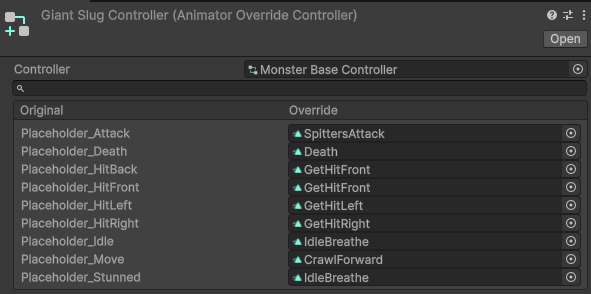 Giant Slug Controller (Animator Override Controller)
Open
Controller Monster Base Controller
Original Override
Placeholder_Attack SpittersAttack
Placeholder_Death Death
Placeholder_HitBack GetHitFront
Placeholder_HitFront GetHitFront
Placeholder_HitLeft GetHitLeft
Placeholder_HitRight GetHitRight
Placeholder_Idle IdleBreathe
Placeholder_Move CrawlForward
Placeholder_Stunned IdleBreathe